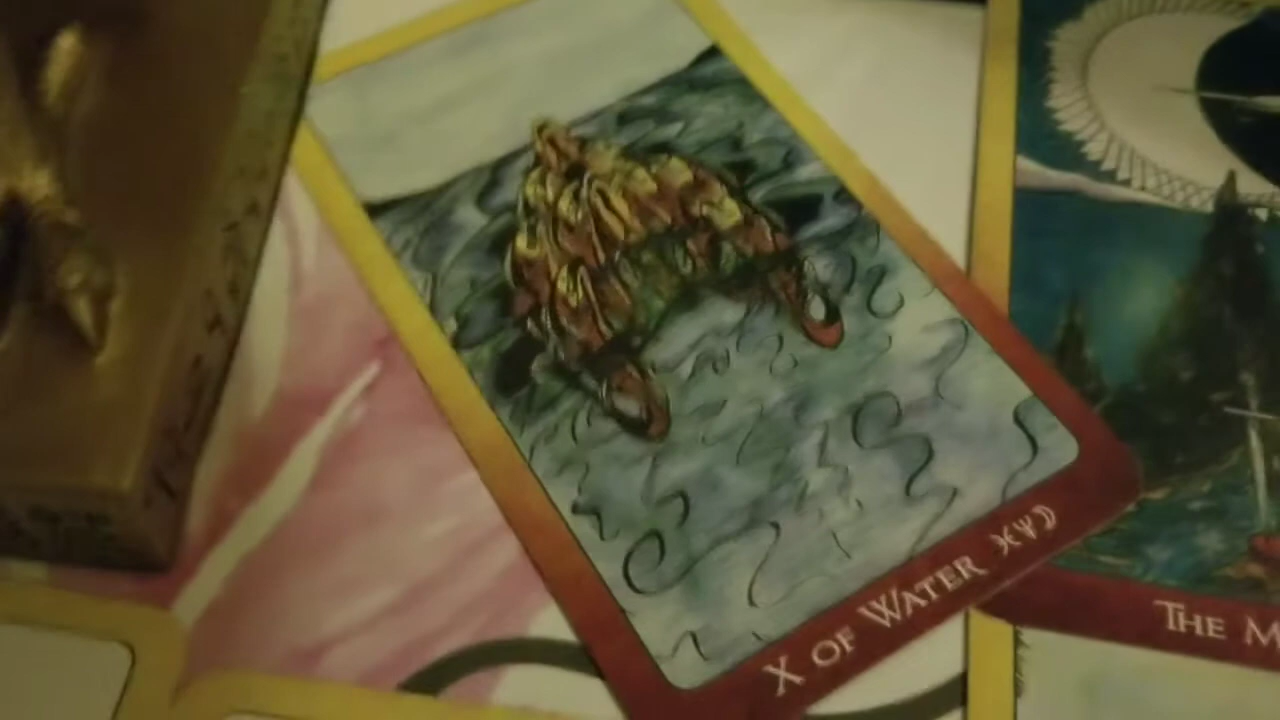 X OF WATER ♓♆☽
THE M